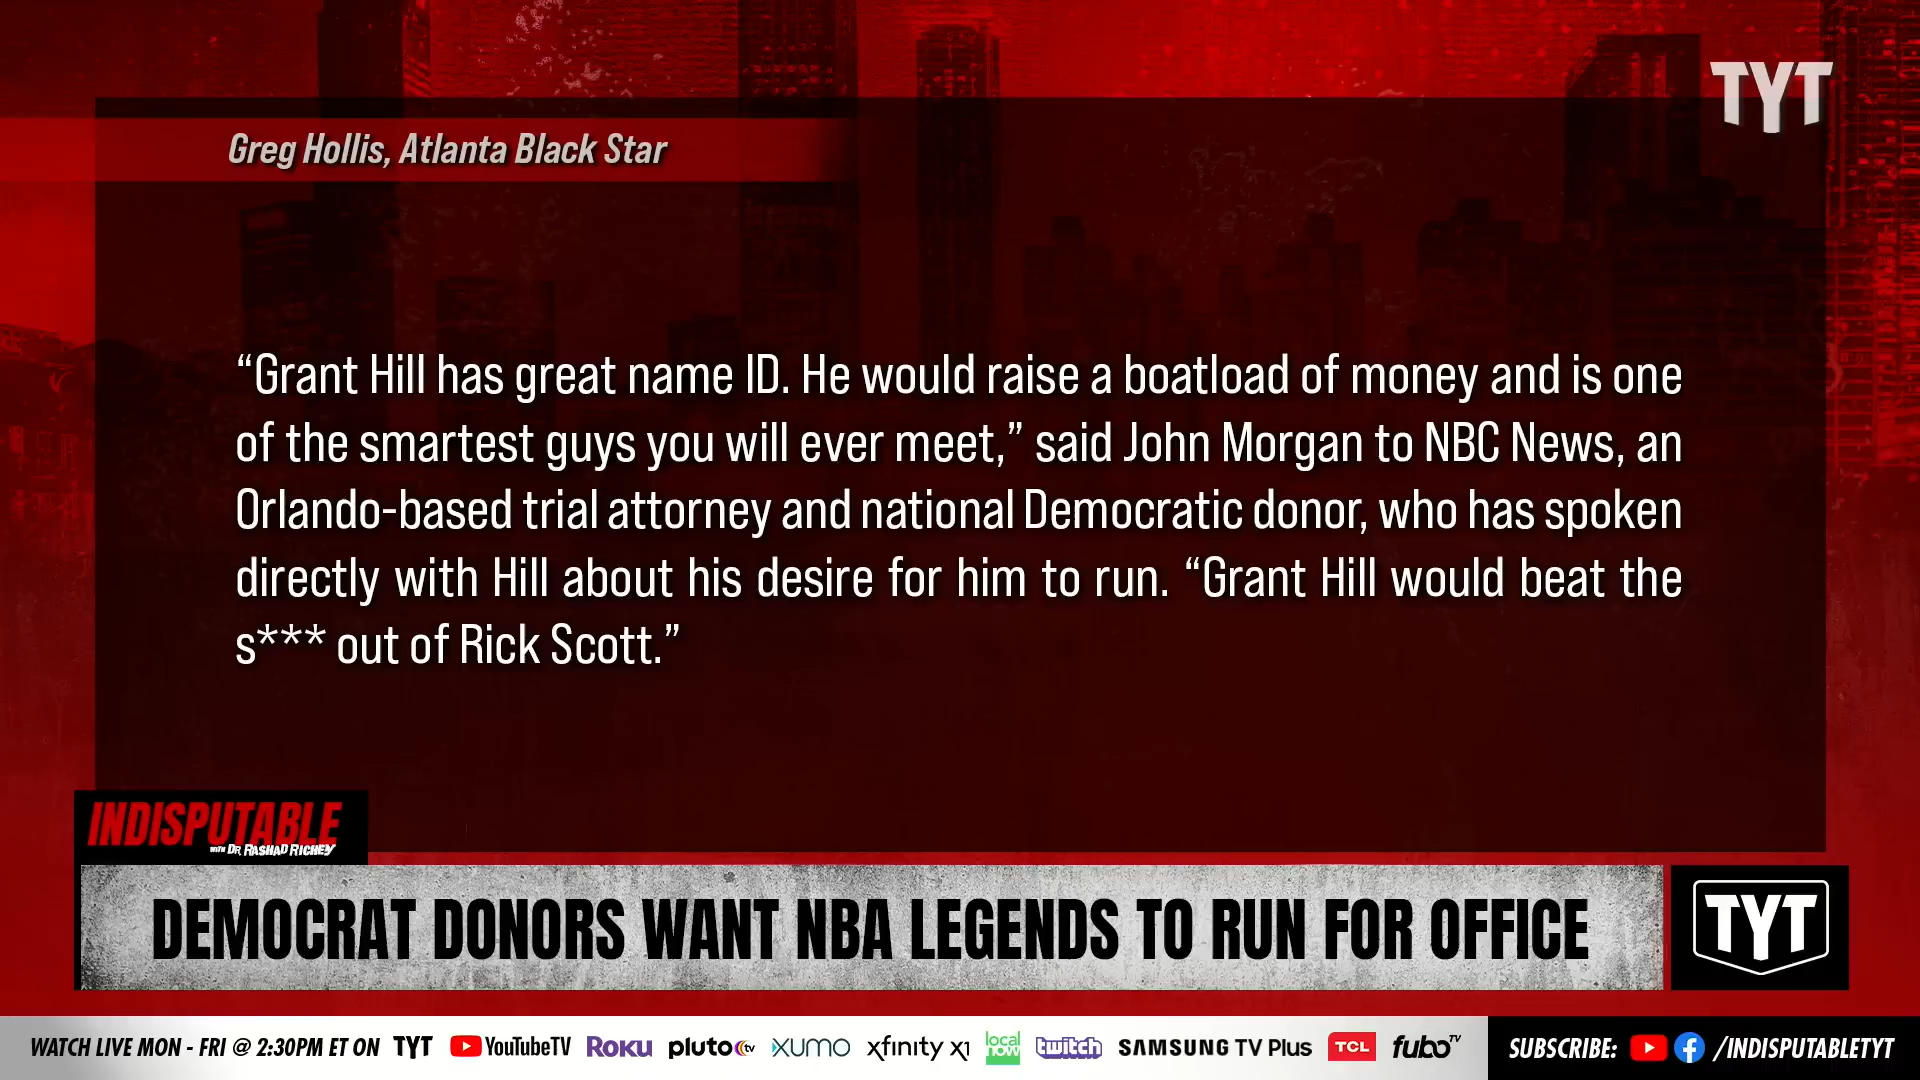 TYT
Greg Hollis, Atlanta Black Star
“Grant Hill has great name ID. He would raise a boatload of money and is one
of the smartest guys you will ever meet,” said John Morgan to NBC News, an
Orlando-based trial attorney and national Democratic donor, who has spoken
directly with Hill about his desire for him to run. “Grant Hill would beat the
s*** out of Rick Scott.”
INDISPUTABLE
WITH DR. RASHAD RICHEY
DEMOCRAT DONORS WANT NBA LEGENDS TO RUN FOR OFFICE
TYT
WATCH LIVE MON - FRI @ 2:30PM ET ON TYT YouTubeTV ROKU pluto tv XUMO xfinity x1 local now twitch SAMSUNG TV Plus TCL fubo TV SUBSCRIBE: /INDISPUTABLETYT